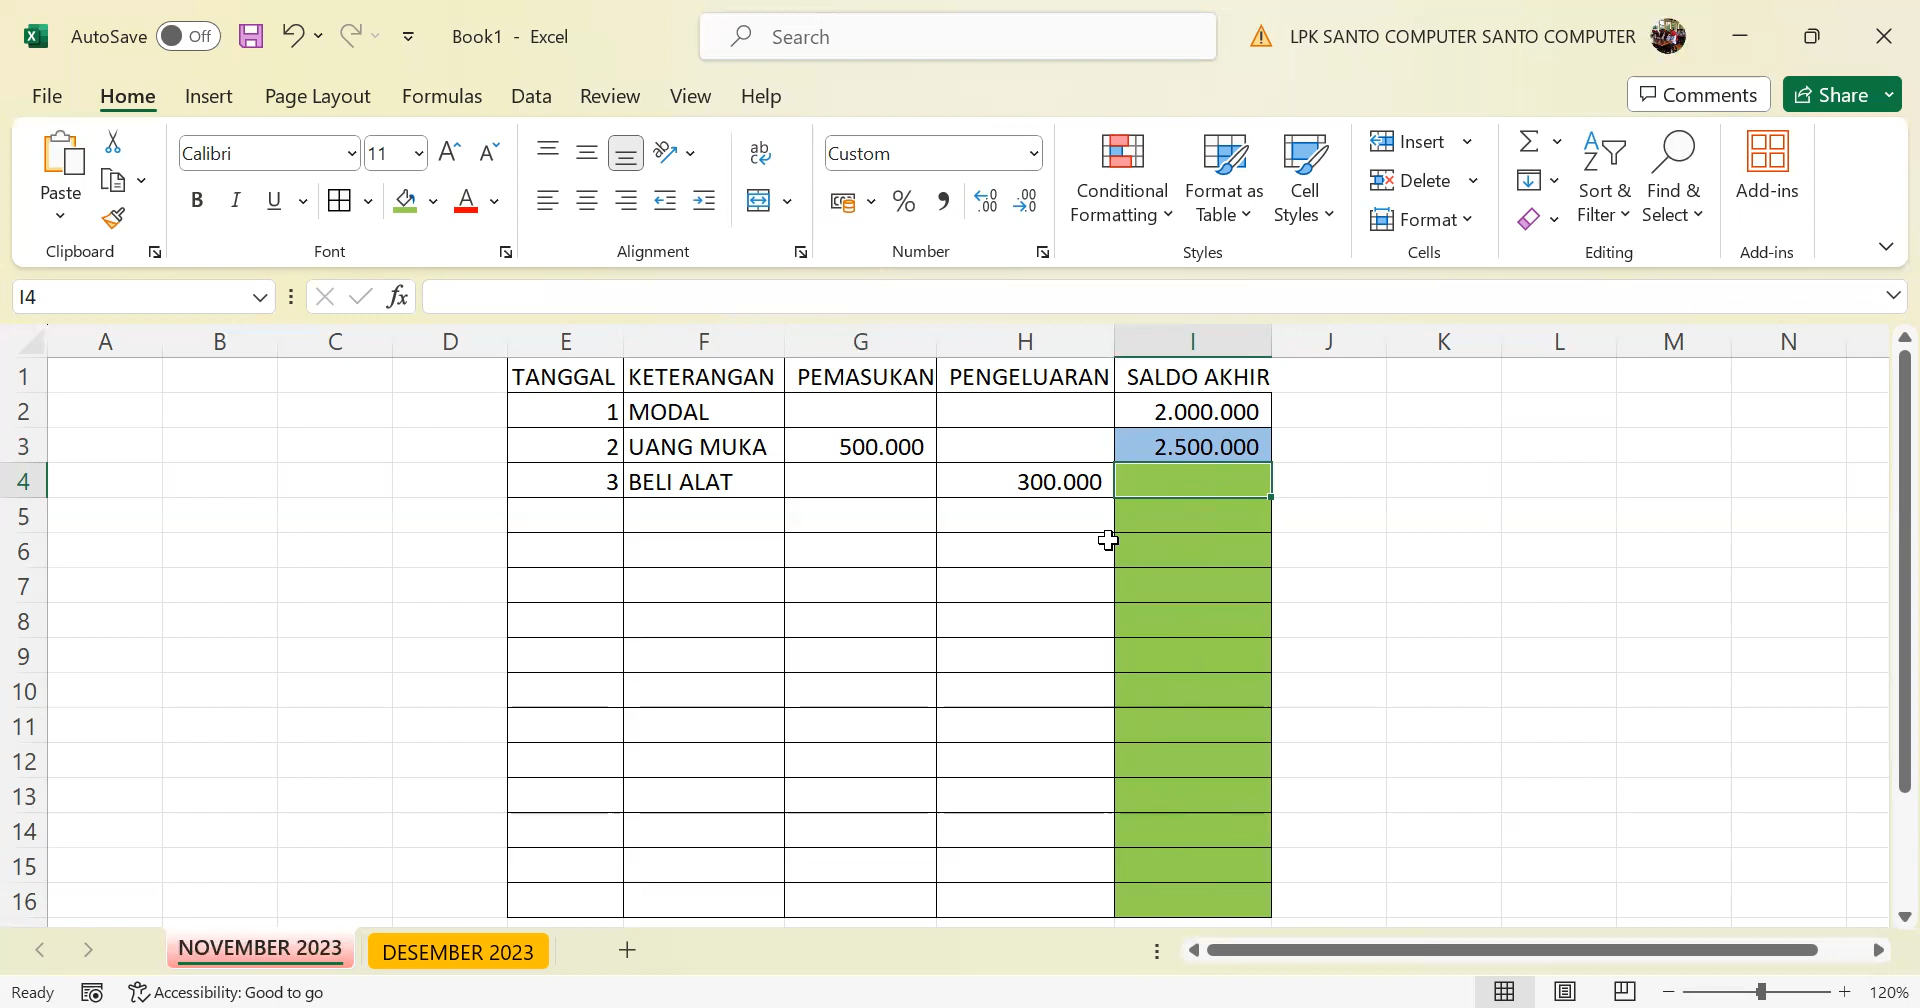 AutoSave Off Book1 - Excel Search LPK SANTO COMPUTER SANTO COMPUTER
File Home Insert Page Layout Formulas Data Review View Help Comments Share
Paste
Clipboard
Calibri 11
B I U A
Font
ab
Alignment
Custom
% , .00
Number
Conditional Formatting
Format as Table
Cell Styles
Styles
Insert
Delete
Format
Cells
Sort & Filter
Find & Select
Editing
Add-ins
Add-ins
I4 fx
A B C D E F G H I J K L M N
1 TANGGAL KETERANGAN PEMASUKAN PENGELUARAN SALDO AKHIR
2 1 MODAL 2.000.000
3 2 UANG MUKA 500.000 2.500.000
4 3 BELI ALAT 300.000
5
6
7
8
9
10
11
12
13
14
15
16
NOVEMBER 2023 DESEMBER 2023
Ready Accessibility: Good to go 120%